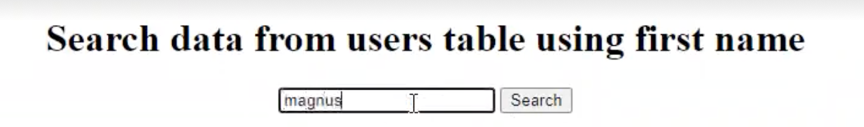 Search data from users table using first name
magnus Search